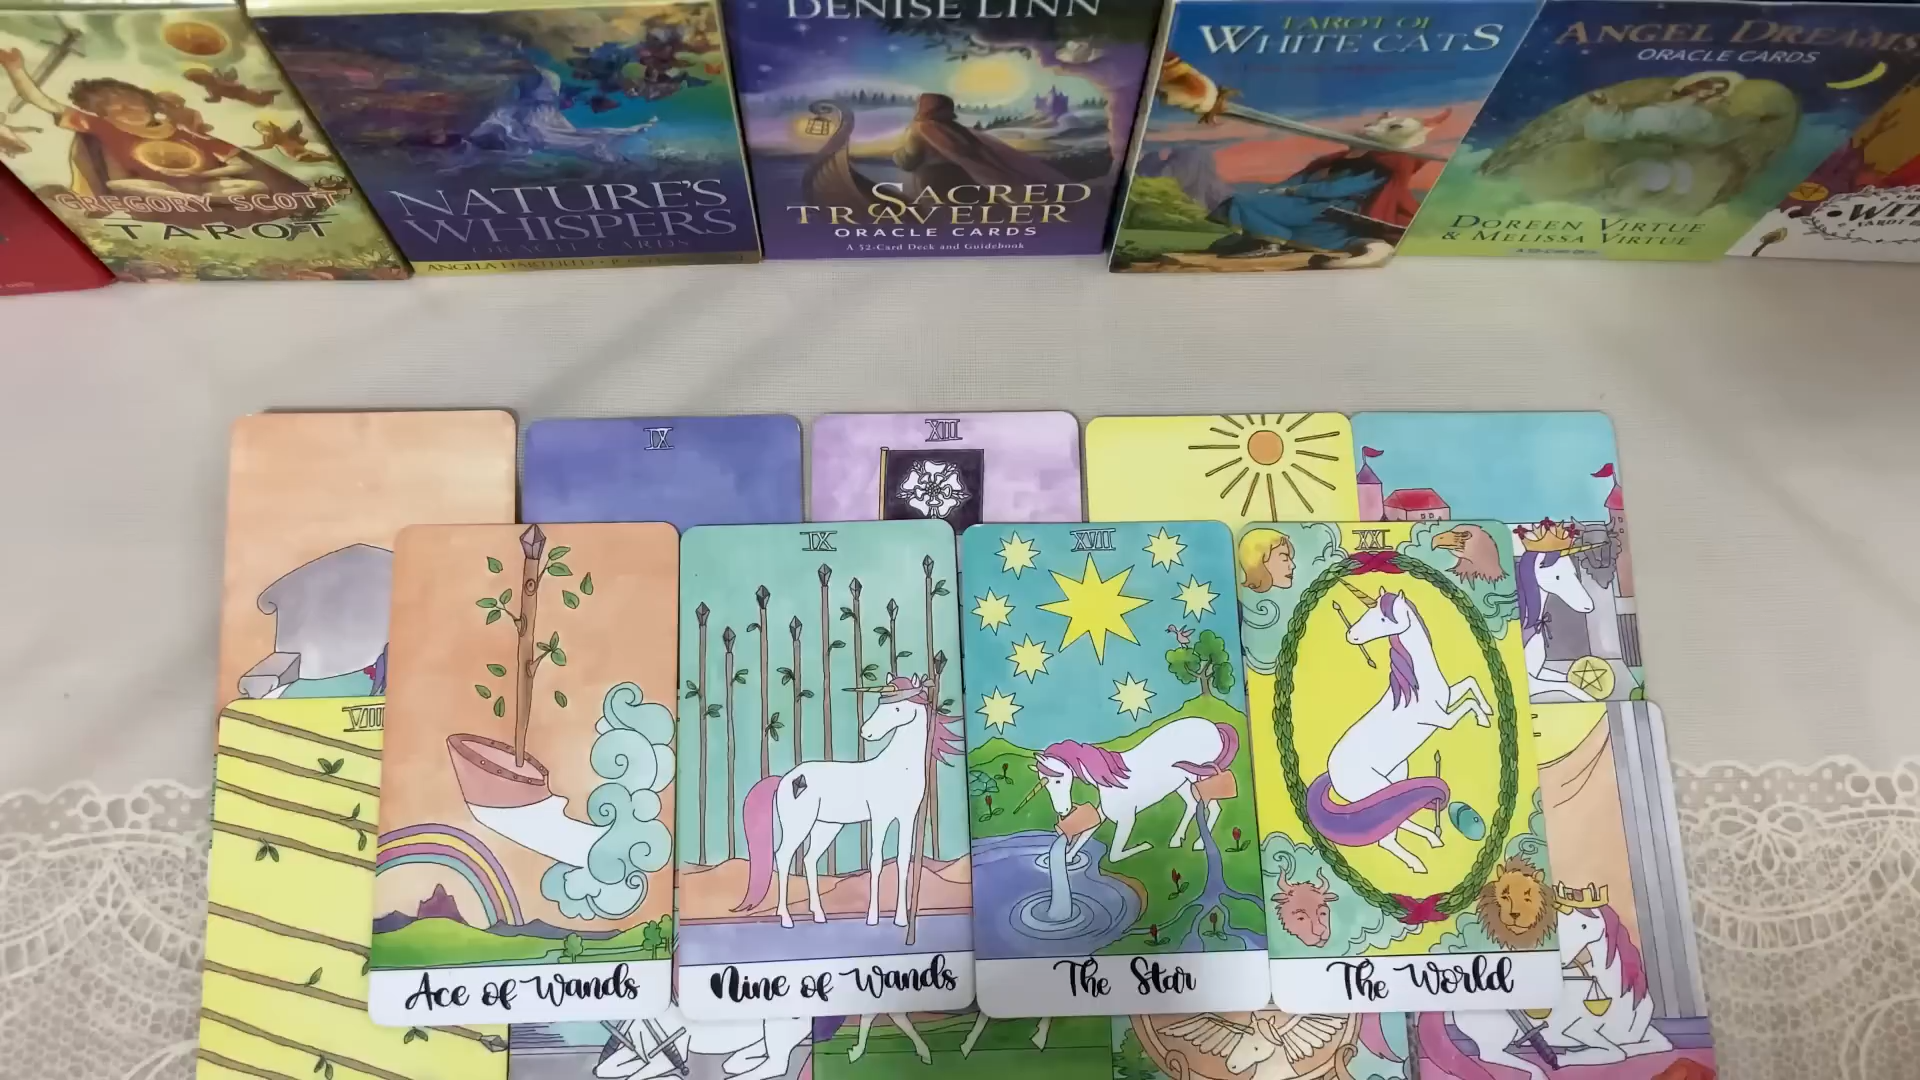 GREGORY SCOTT
TAROT
NATURE'S
WHISPERS
ORACLE CARDS
DENISE LINN
SACRED
TRAVELER
ORACLE CARDS
A 52-Card Deck and Guidebook
TAROT OF
WHITE CATS
ANGEL DREAMS
ORACLE CARDS
DOREEN VIRTUE
& MELISSA VIRTUE
IX
XIII
VIII
IX
XVII
XXI
Ace of Wands
Nine of Wands
The Star
The World